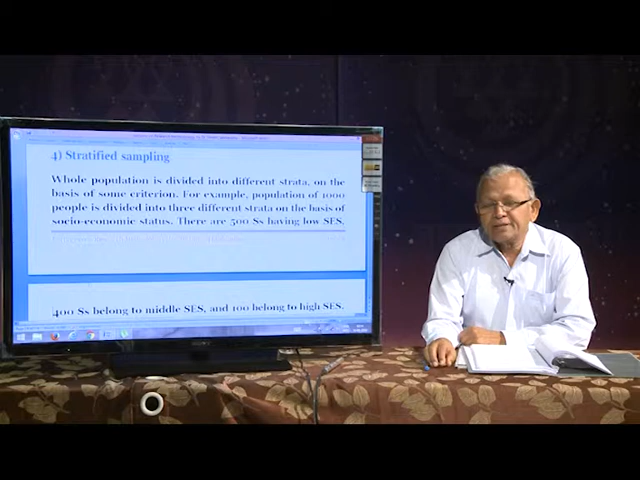 4) Stratified sampling
Whole population is divided into different strata, on the
basis of some criterion. For example, population of 1000
people is divided into three different strata on the basis of
socio-economic status. There are 500 Ss having low SES,
400 Ss belong to middle SES, and 100 belong to high SES.
SONY